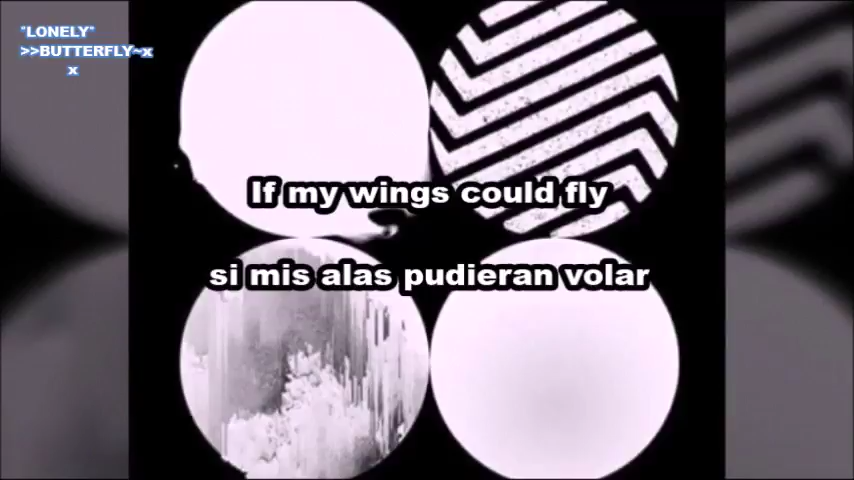 "LONELY"
>>BUTTERFLY~x
x
If my wings could fly
si mis alas pudieran volar